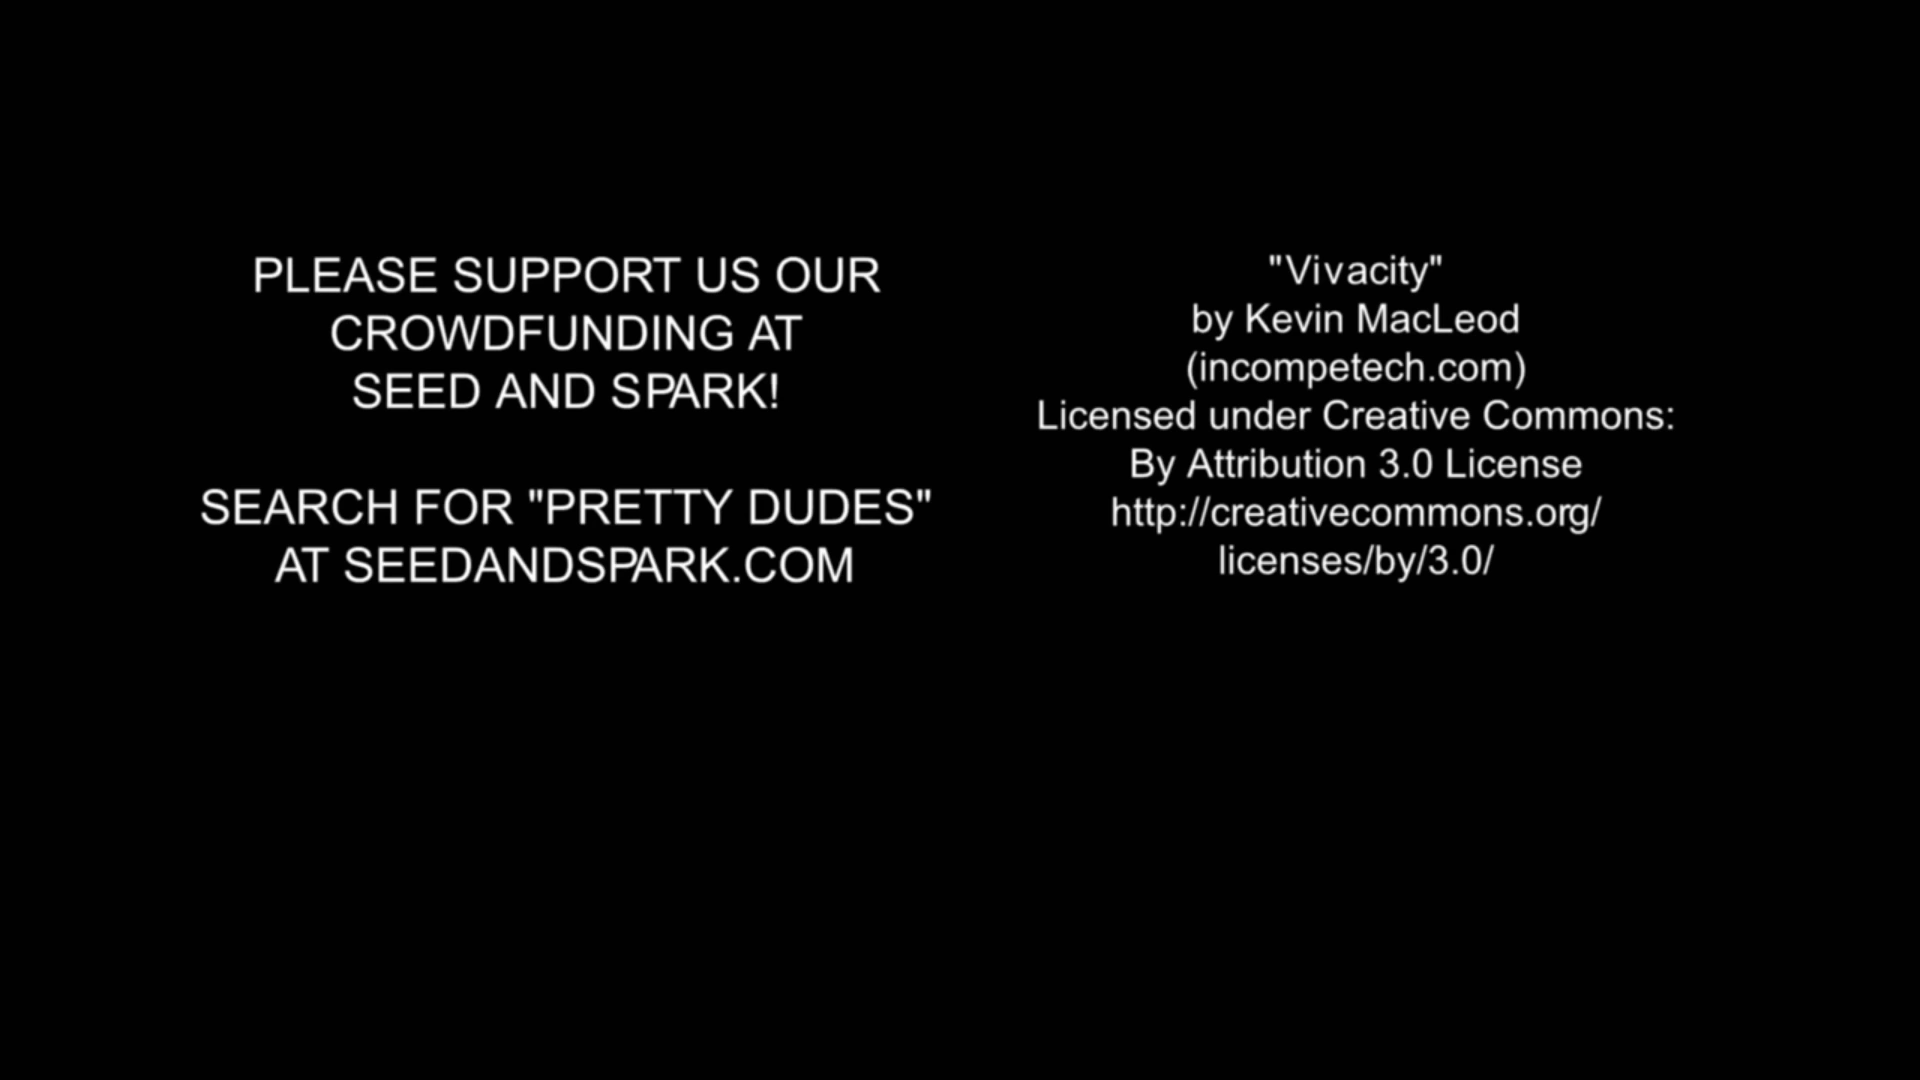 PLEASE SUPPORT US OUR
CROWDFUNDING AT
SEED AND SPARK!
SEARCH FOR "PRETTY DUDES"
AT SEEDANDSPARK.COM
"Vivacity"
by Kevin MacLeod
(incompetech.com)
Licensed under Creative Commons:
By Attribution 3.0 License
http://creativecommons.org/
licenses/by/3.0/